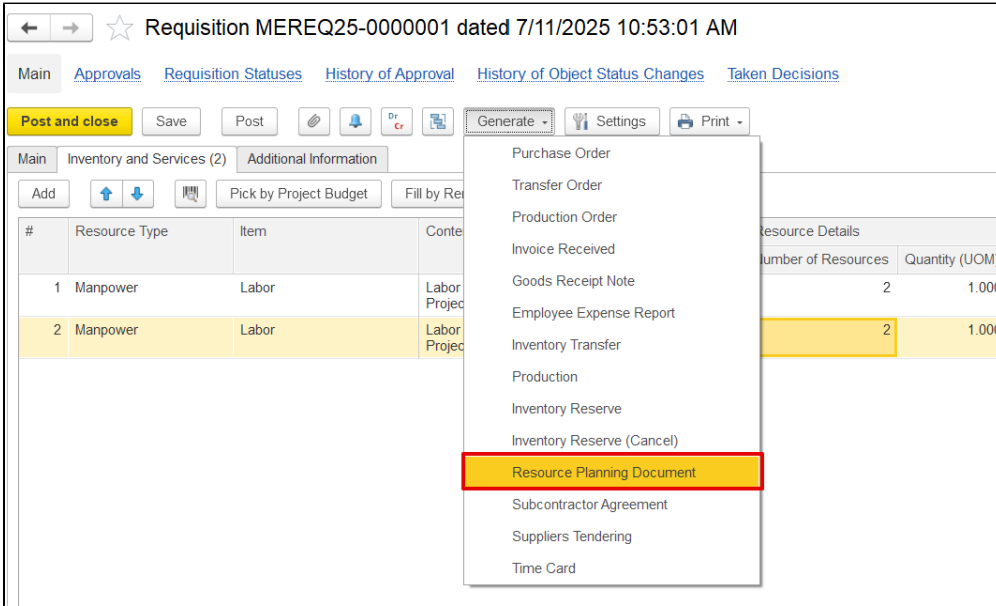 Requisition MEREQ25-0000001 dated 7/11/2025 10:53:01 AM
Main Approvals Requisition Statuses History of Approval History of Object Status Changes Taken Decisions
Post and close Save Post Dr Cr Generate Settings Print
Main Inventory and Services (2) Additional Information
Add Pick by Project Budget Fill by Re
# Resource Type Item Conte Resource Details
Number of Resources Quantity (UOM)
1 Manpower Labor Labor 2 1.000
Projec
2 Manpower Labor Labor 2 1.000
Projec
Purchase Order
Transfer Order
Production Order
Invoice Received
Goods Receipt Note
Employee Expense Report
Inventory Transfer
Production
Inventory Reserve
Inventory Reserve (Cancel)
Resource Planning Document
Subcontractor Agreement
Suppliers Tendering
Time Card